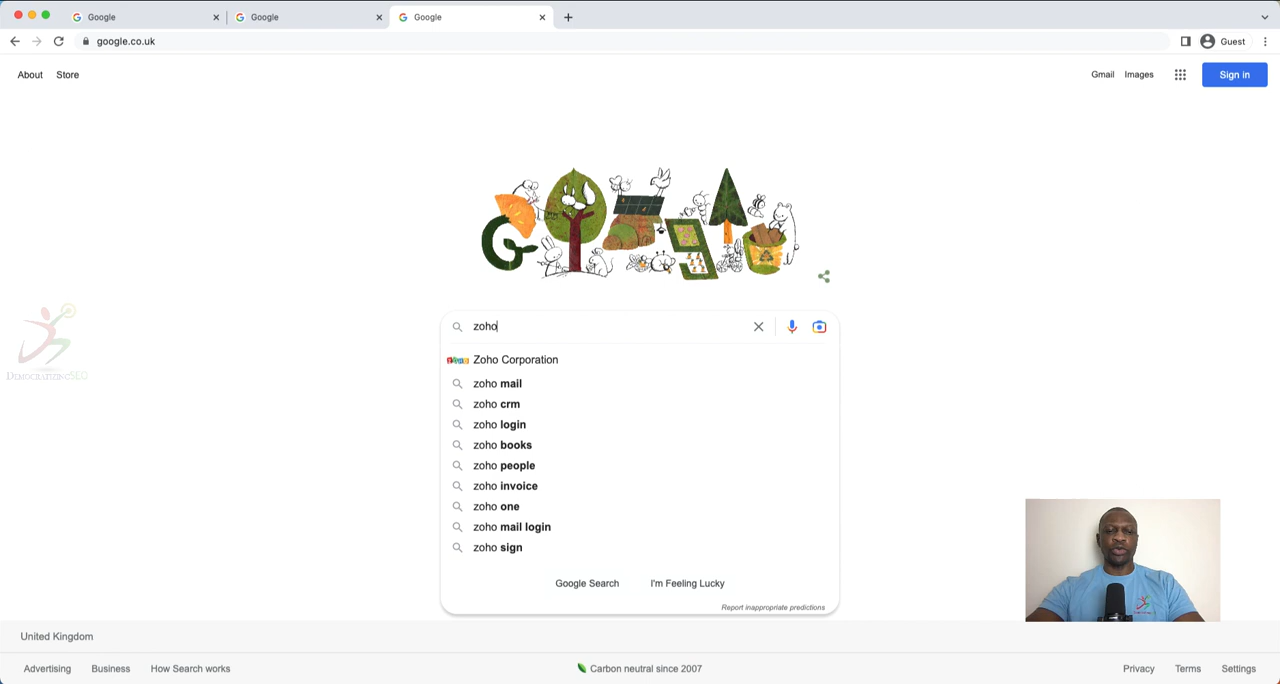 Google
Google
Google
google.co.uk
Guest
About
Store
Gmail
Images
Sign in
zoho
Zoho Corporation
zoho mail
zoho crm
zoho login
zoho books
zoho people
zoho invoice
zoho one
zoho mail login
zoho sign
Google Search
I'm Feeling Lucky
Report inappropriate predictions
DEMOCRATIZINGSEO
United Kingdom
Advertising
Business
How Search works
Carbon neutral since 2007
Privacy
Terms
Settings